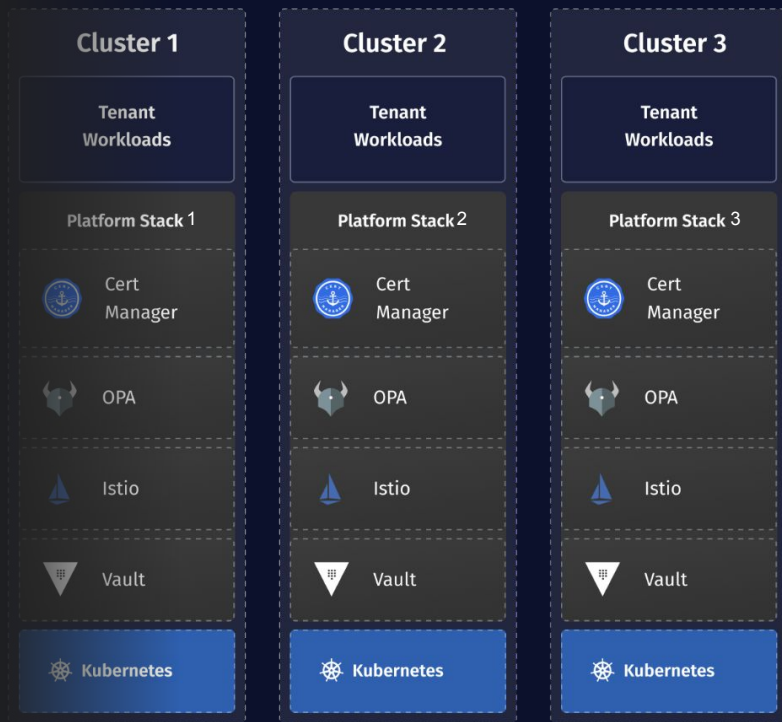 Cluster 1
Tenant
Workloads
Platform Stack 1
Cert
Manager
OPA
Istio
Vault
Kubernetes
Cluster 2
Tenant
Workloads
Platform Stack 2
Cert
Manager
OPA
Istio
Vault
Kubernetes
Cluster 3
Tenant
Workloads
Platform Stack 3
Cert
Manager
OPA
Istio
Vault
Kubernetes